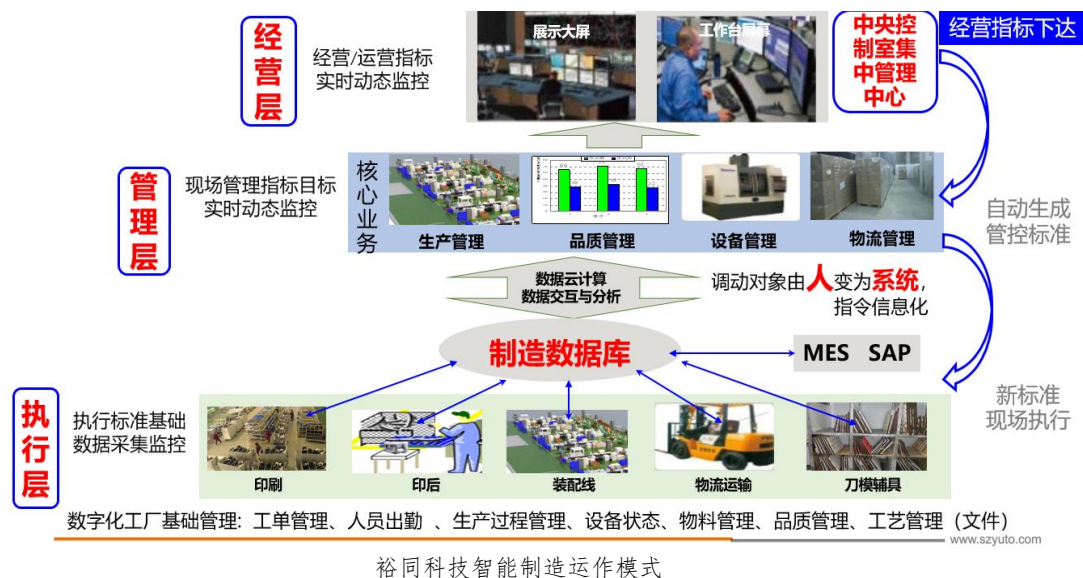 经营层
经营/运营指标
实时动态监控
展示大屏
工作台屏幕
中央控
制室集
中管理
中心
经营指标下达
管理层
现场管理指标目标
实时动态监控
核心业务
生产管理
品质管理
设备管理
物流管理
自动生成
管控标准
数据云计算
数据交互与分析
调动对象由人变为系统,
指令信息化
制造数据库
MES SAP
执行层
执行标准基础
数据采集监控
印刷
印后
装配线
物流运输
刀模辅具
新标准
现场执行
数字化工厂基础管理: 工单管理、人员出勤 、生产过程管理、设备状态、物料管理、品质管理、工艺管理（文件）
www.szyuto.com
裕同科技智能制造运作模式